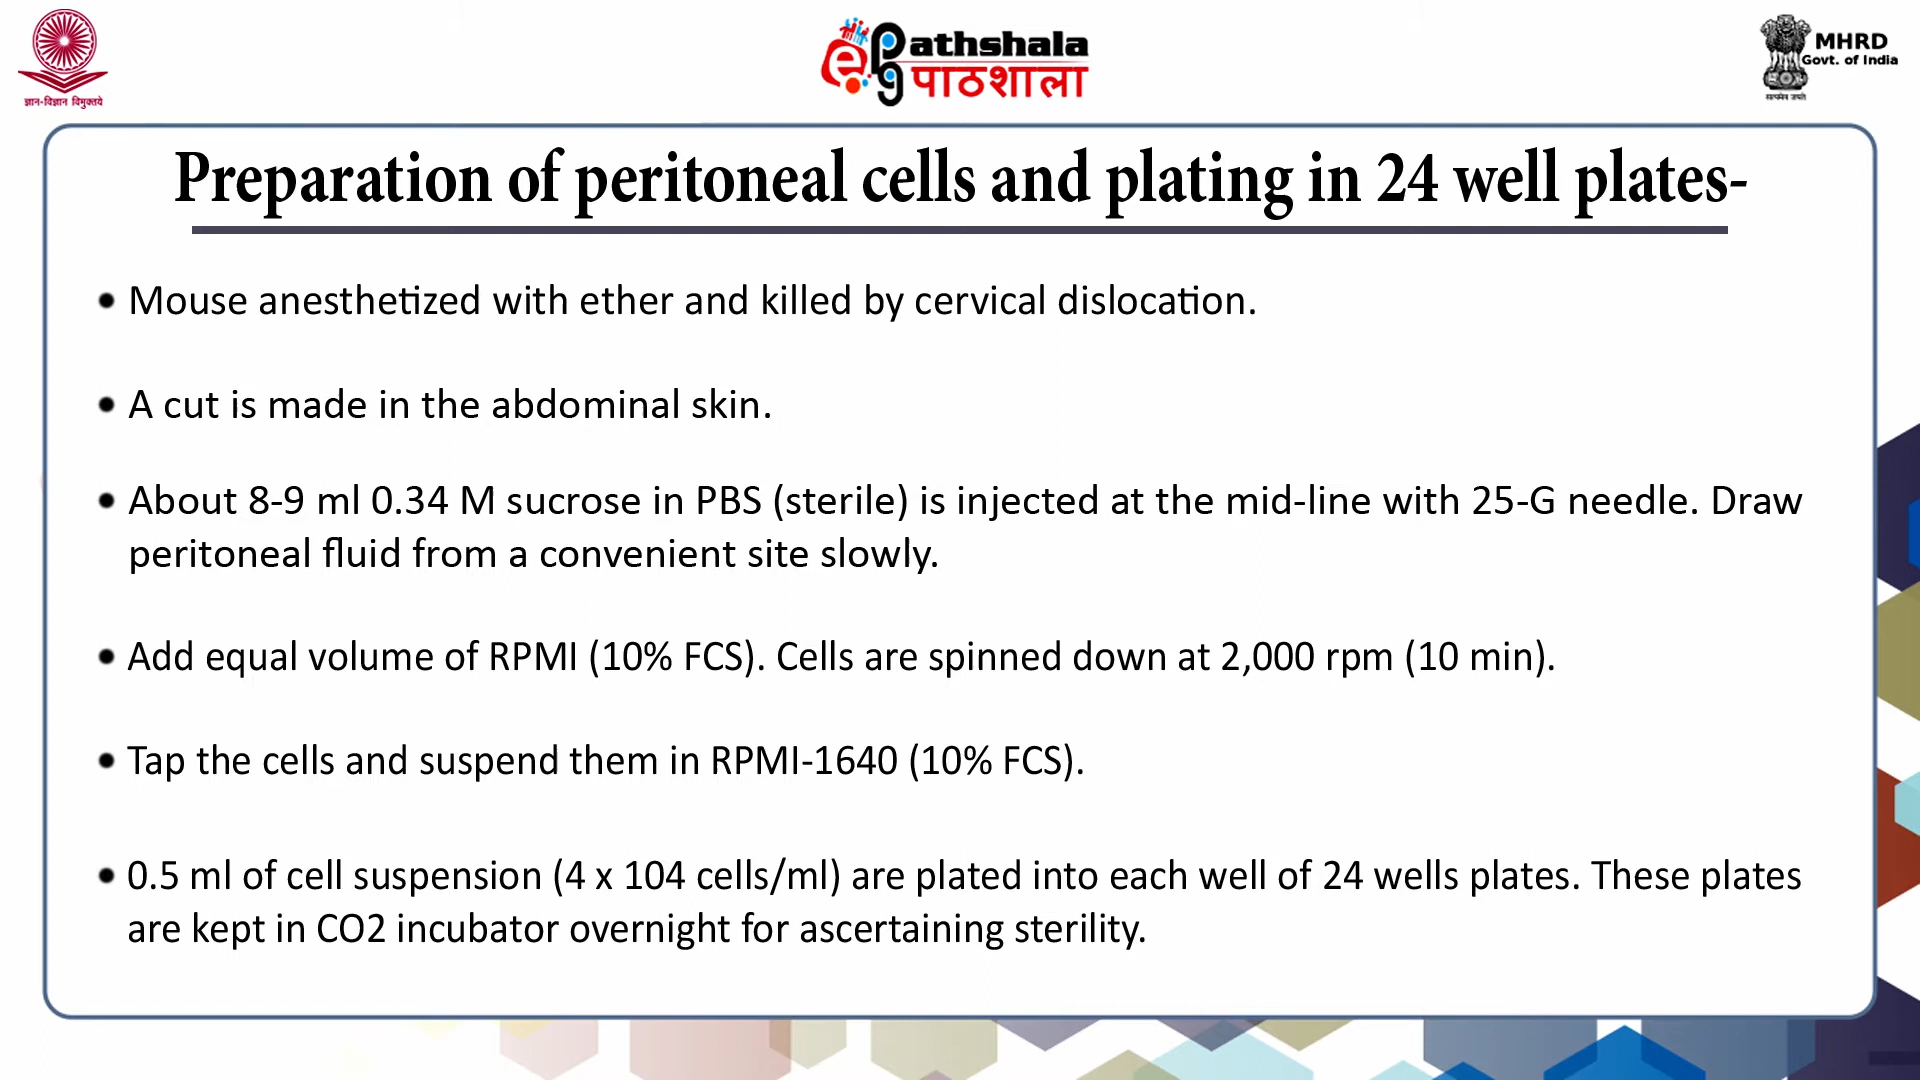 ज्ञान-विज्ञान विमुक्तये
e
pg
athshala
पाठशाला
MHRD
Govt. of India
सत्यमेव जयते
Preparation of peritoneal cells and plating in 24 well plates-
• Mouse anesthetized with ether and killed by cervical dislocation.
• A cut is made in the abdominal skin.
• About 8-9 ml 0.34 M sucrose in PBS (sterile) is injected at the mid-line with 25-G needle. Draw
peritoneal fluid from a convenient site slowly.
• Add equal volume of RPMI (10% FCS). Cells are spinned down at 2,000 rpm (10 min).
• Tap the cells and suspend them in RPMI-1640 (10% FCS).
• 0.5 ml of cell suspension (4 x 104 cells/ml) are plated into each well of 24 wells plates. These plates
are kept in CO2 incubator overnight for ascertaining sterility.